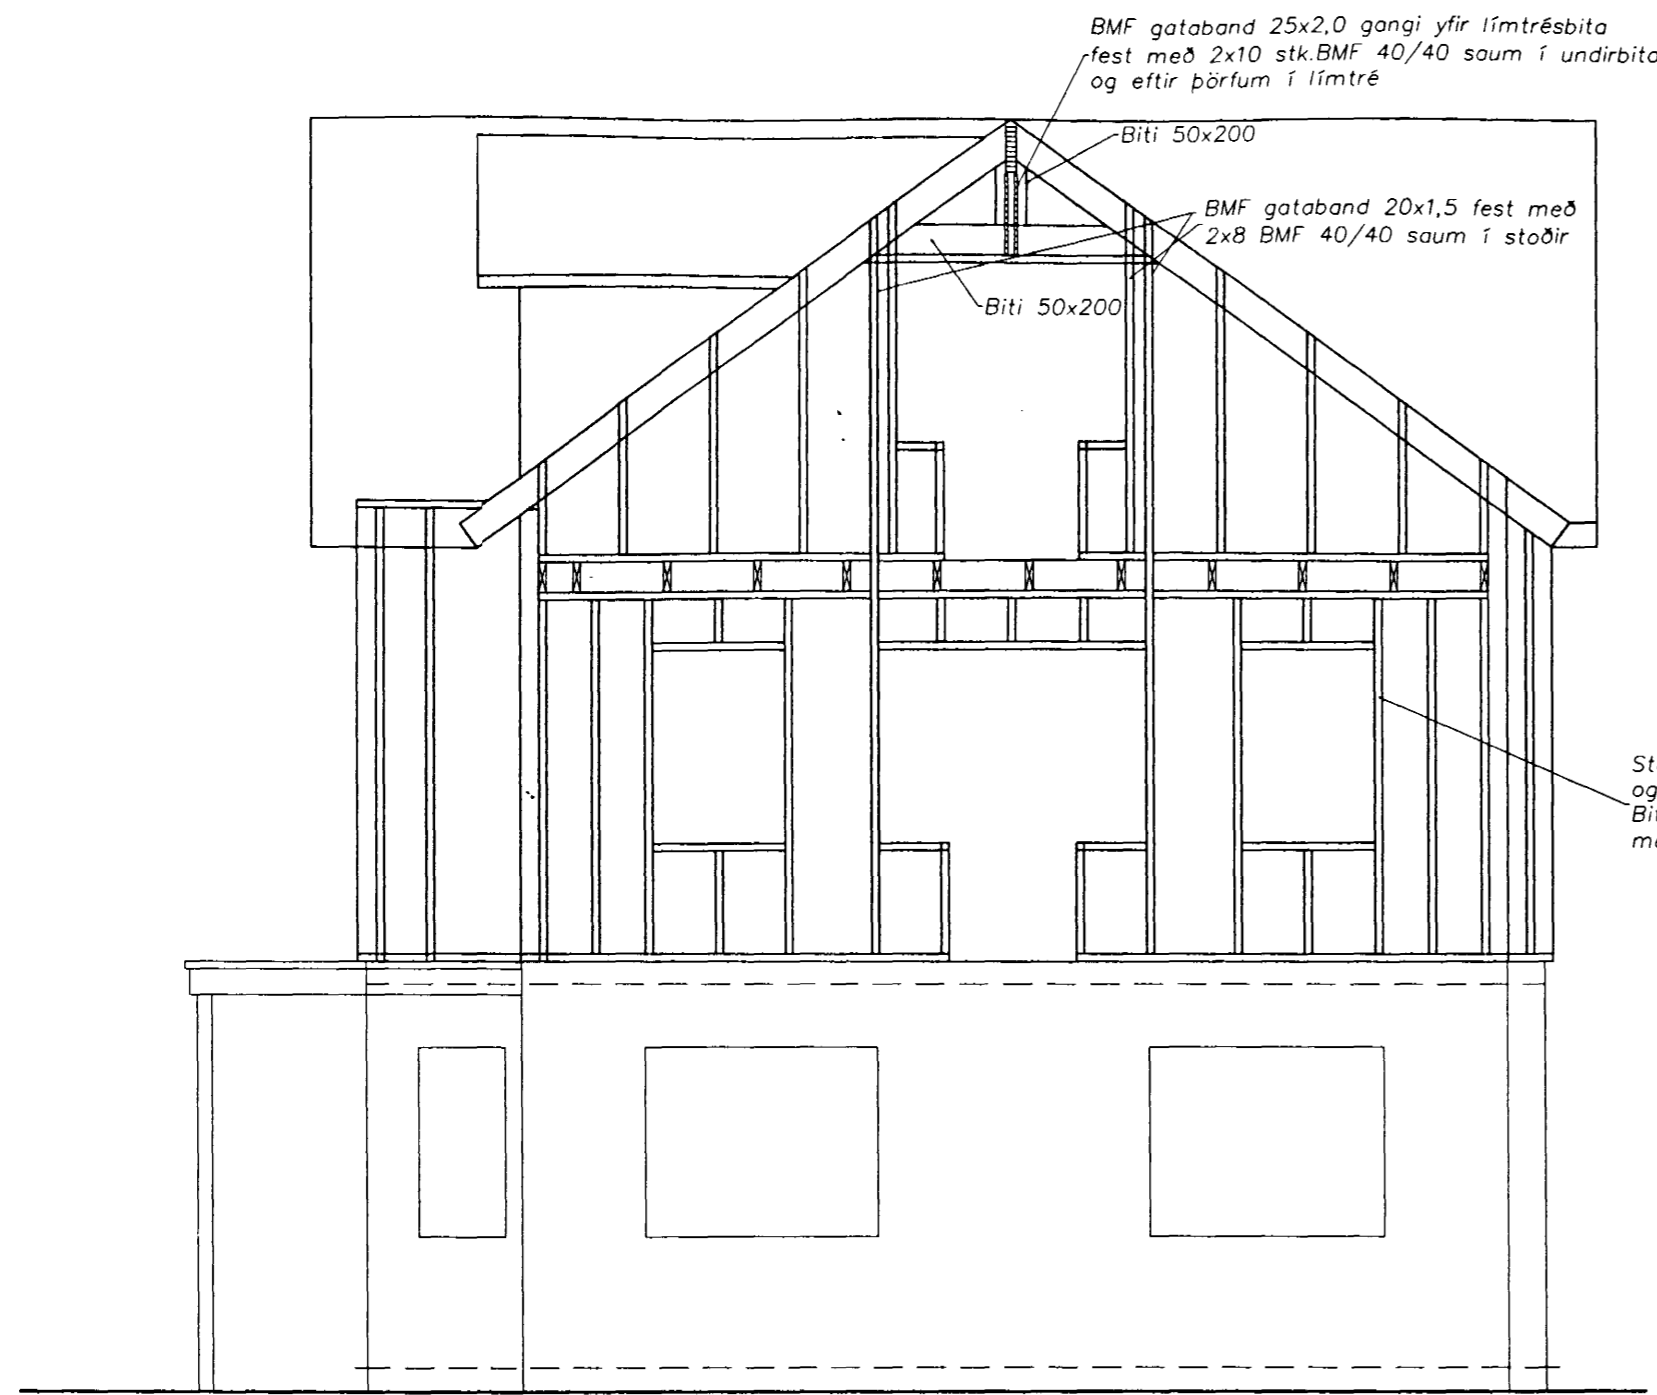 BMF gataband 25x2,0 gangi yfir límtrésbita
fest með 2x10 stk.BMF 40/40 saum í undirbita
og eftir þörfum í límtré
Biti 50x200
BMF gataband 20x1,5 fest með
2x8 BMF 40/40 saum í stoðir
Biti 50x200
og